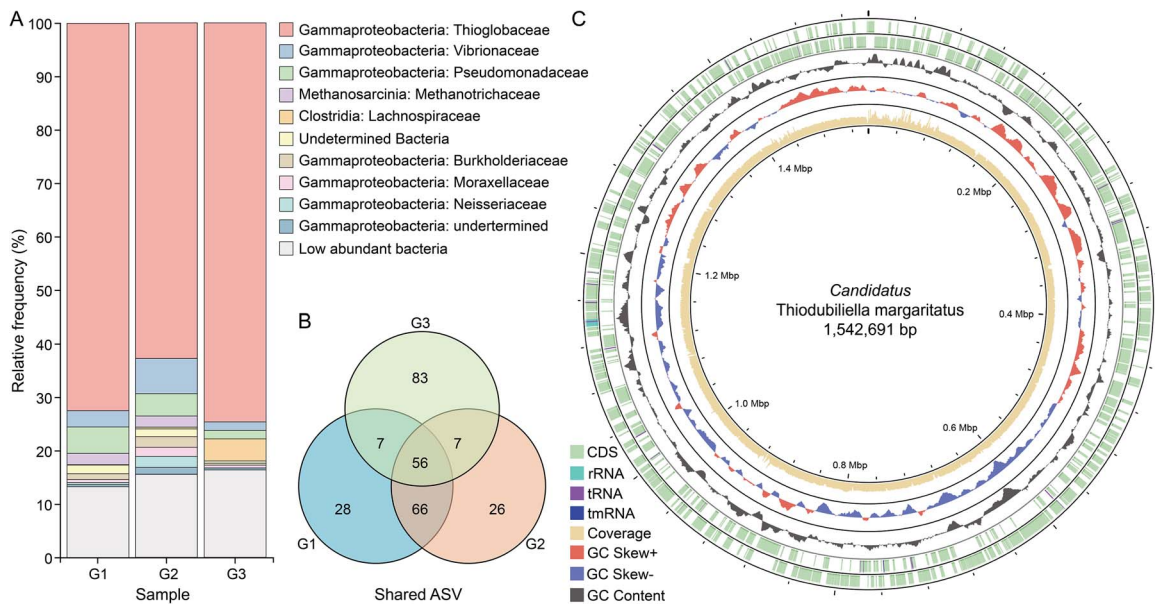 A
100
90
80
70
60
50
40
30
20
10
0
Relative frequency (%)
G1
G2
G3
Sample
Gammaproteobacteria: Thioglobaceae
Gammaproteobacteria: Vibrionaceae
Gammaproteobacteria: Pseudomonadaceae
Methanosarcinia: Methanotrichaceae
Clostridia: Lachnospiraceae
Undetermined Bacteria
Gammaproteobacteria: Burkholderiaceae
Gammaproteobacteria: Moraxellaceae
Gammaproteobacteria: Neisseriaceae
Gammaproteobacteria: undertermined
Low abundant bacteria
B
G3
83
7
7
56
28
66
26
G1
G2
Shared ASV
C
0.2 Mbp
0.4 Mbp
0.6 Mbp
0.8 Mbp
1.0 Mbp
1.2 Mbp
1.4 Mbp
Candidatus
Thiodubiliella margaritatus
1,542,691 bp
CDS
rRNA
tRNA
tmRNA
Coverage
GC Skew+
GC Skew-
GC Content